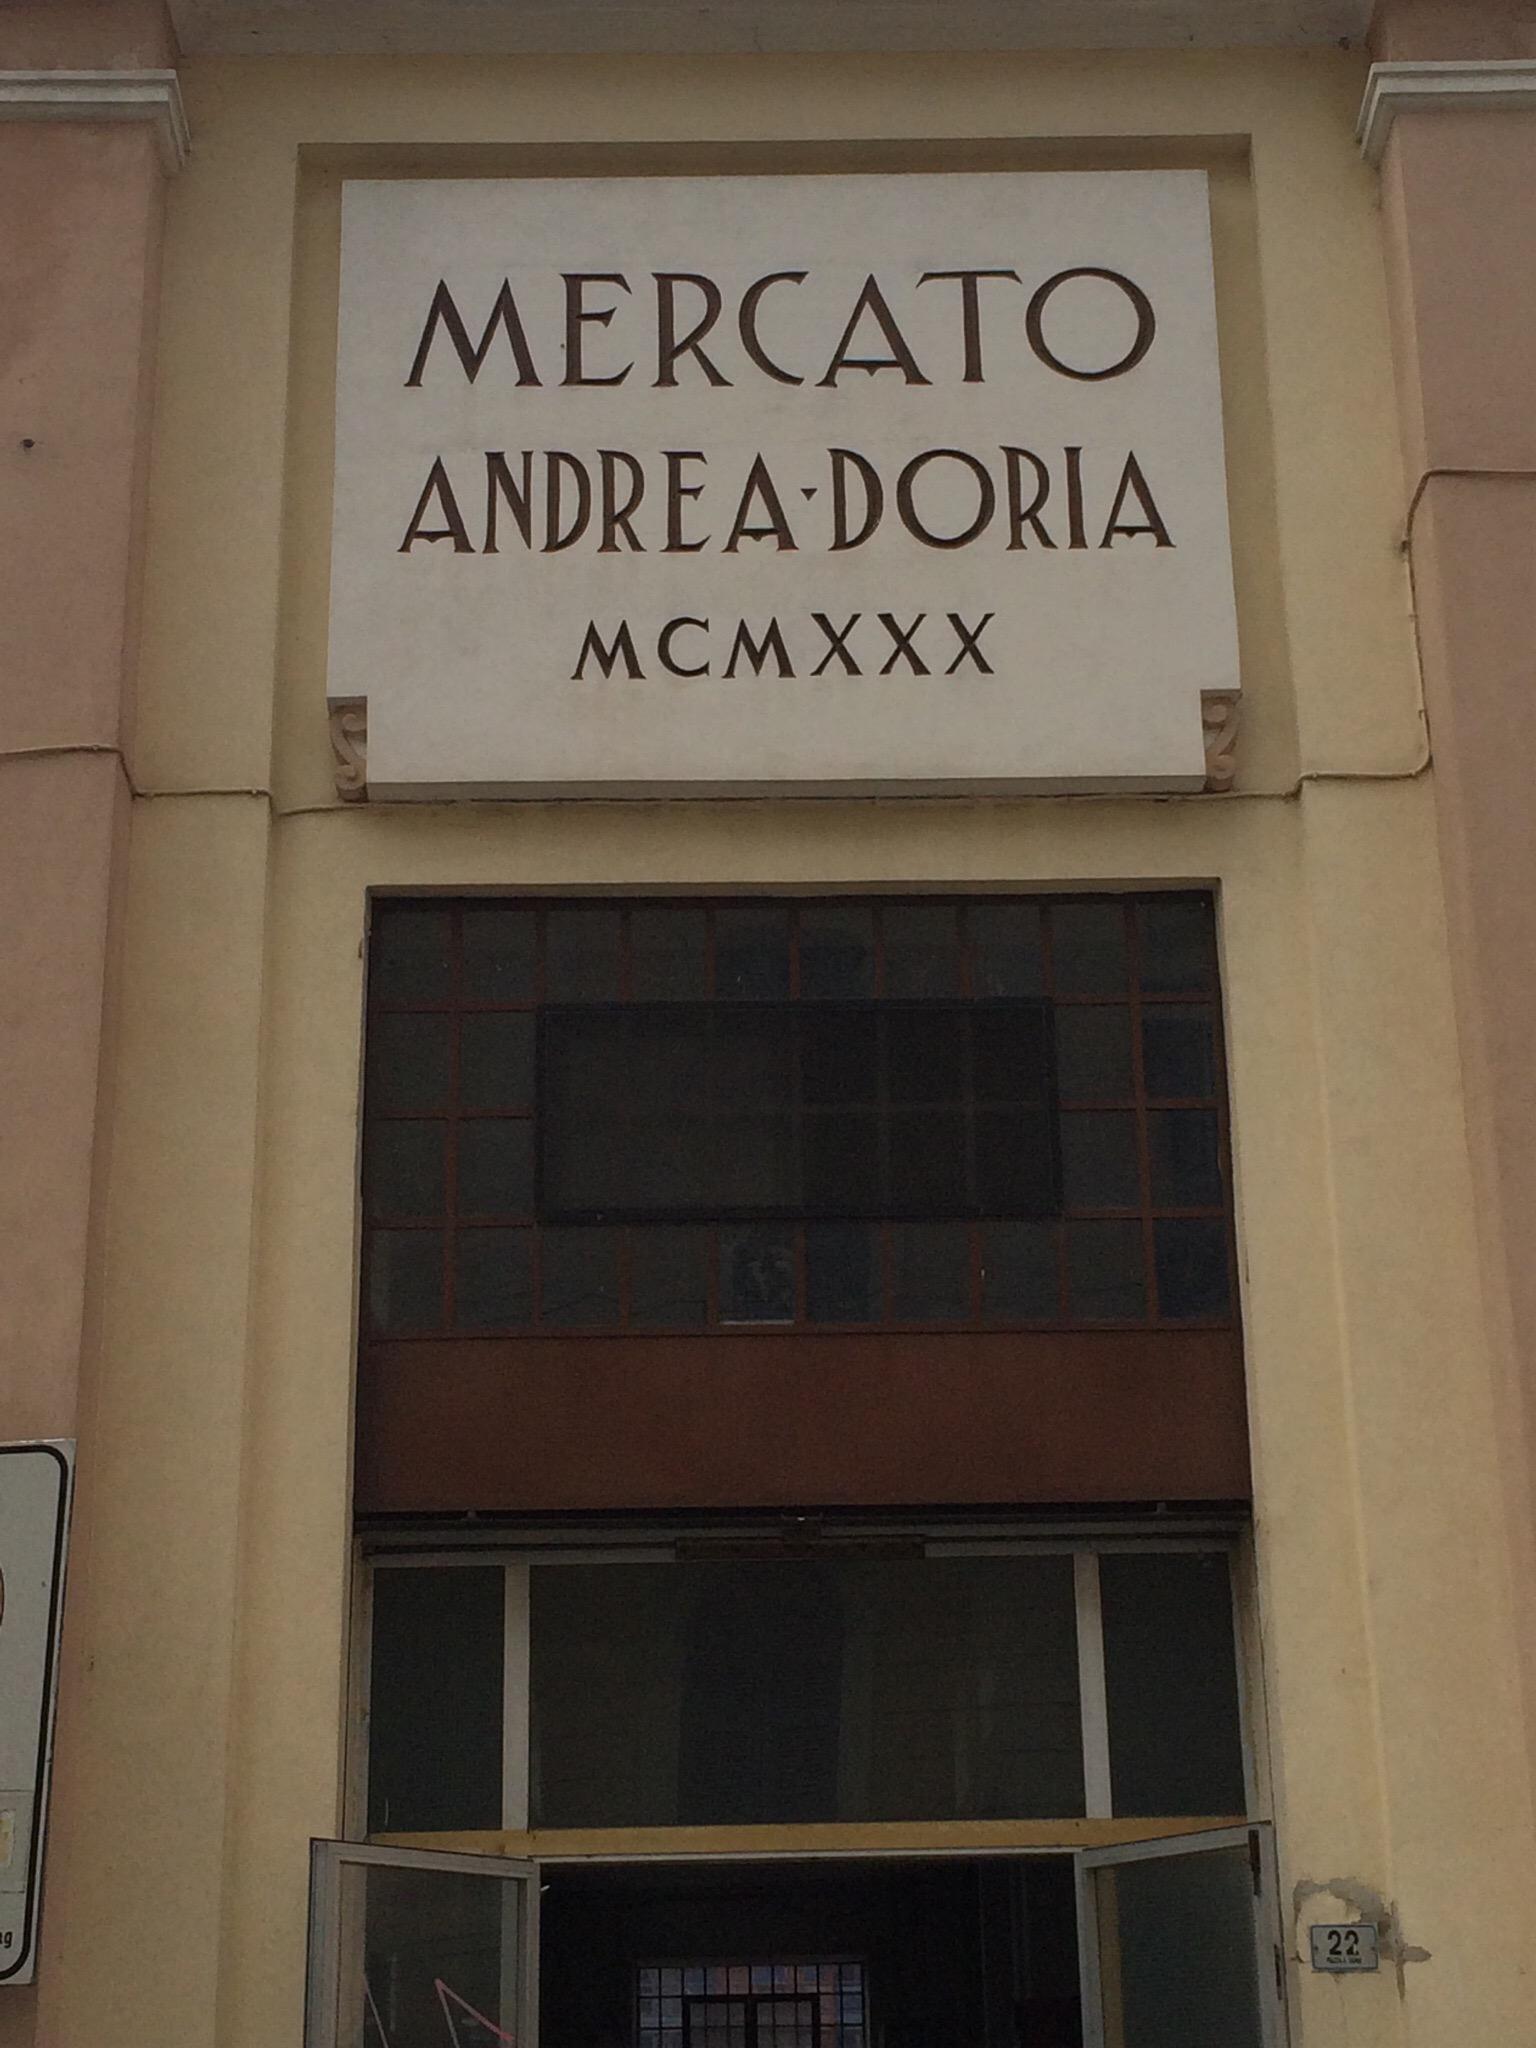 MERCATO
ANDREA·DORIA
MCMXXX
22